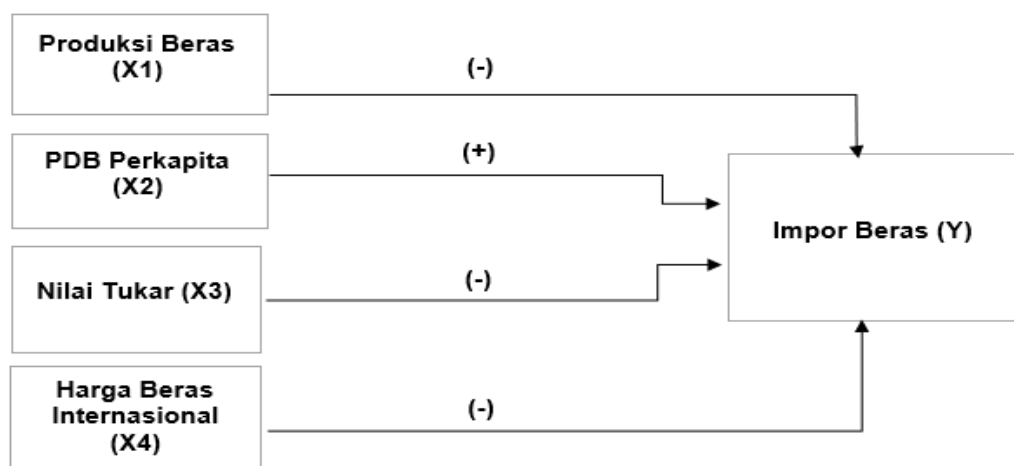 Produksi Beras
(X1)
(-)
PDB Perkapita
(X2)
(+)
Nilai Tukar (X3)
(-)
Harga Beras
Internasional
(X4)
(-)
Impor Beras (Y)